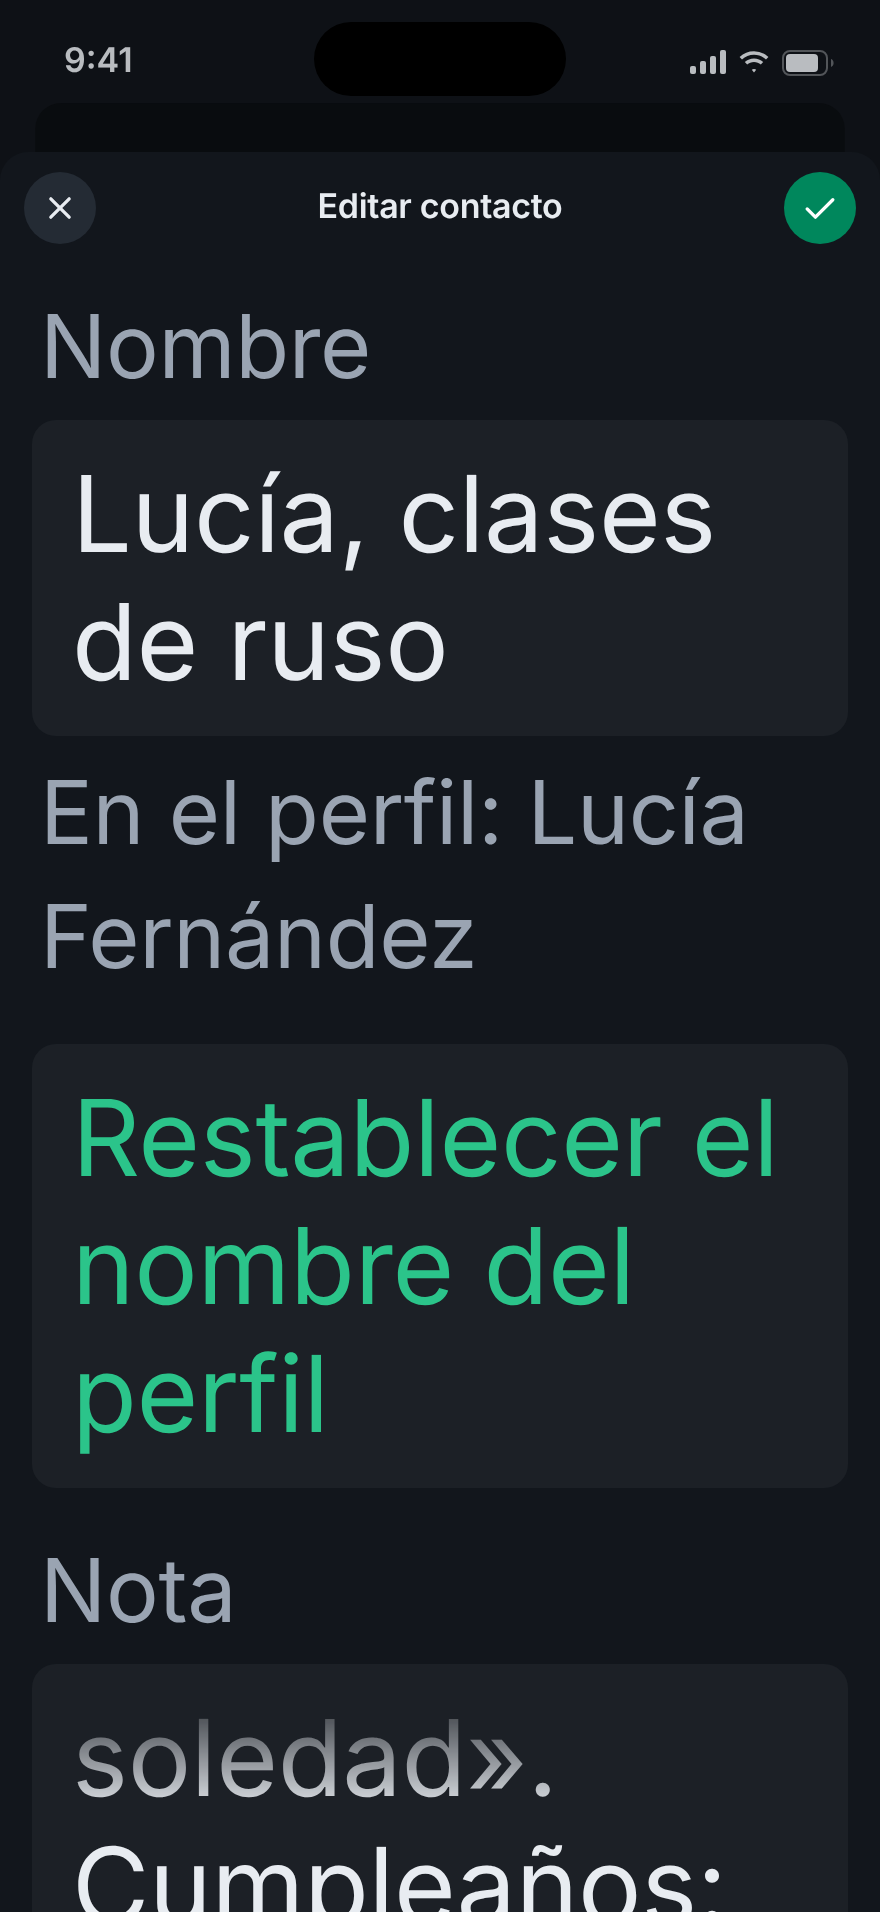 9:41
Editar contacto
Nombre
Lucía, clases
de ruso
En el perfil: Lucía
Fernández
Restablecer el
nombre del
perfil
Nota
soledad».
Cumpleaños: